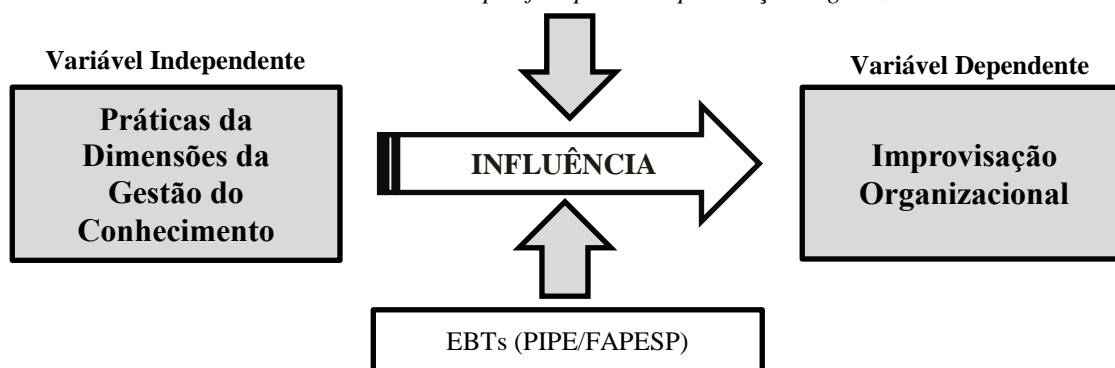 Variável Independente
Práticas da
Dimensões da
Gestão do
Conhecimento
INFLUÊNCIA
Variável Dependente
Improvisação
Organizacional
EBTs (PIPE/FAPESP)